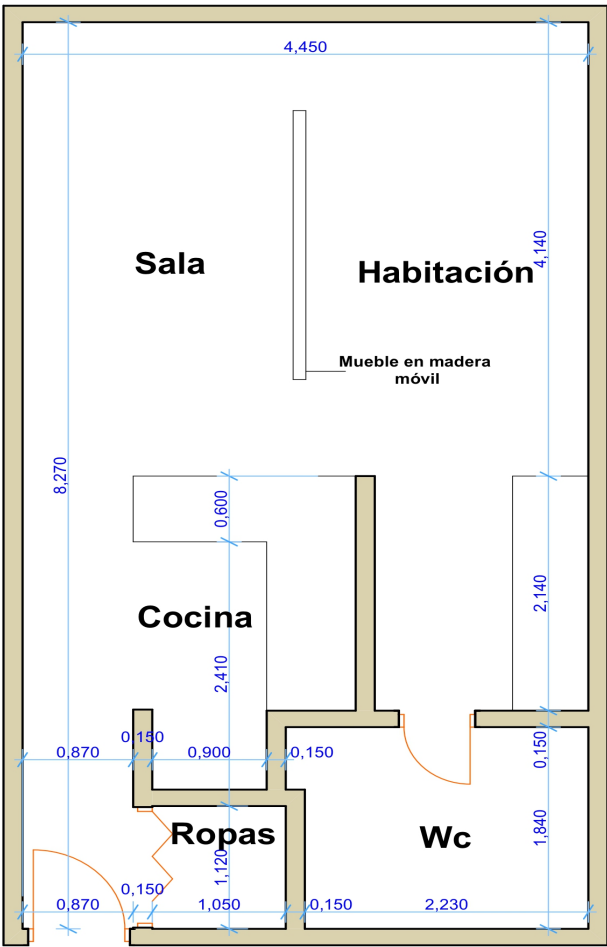 4,450
Sala
Habitación
4,140
Mueble en madera
móvil
8,270
0,600
2,140
Cocina
2,410
0,150
0,870
0,900
0,150
0,150
Ropas
Wc
1,840
1,120
0,150
0,870
1,050
0,150
2,230